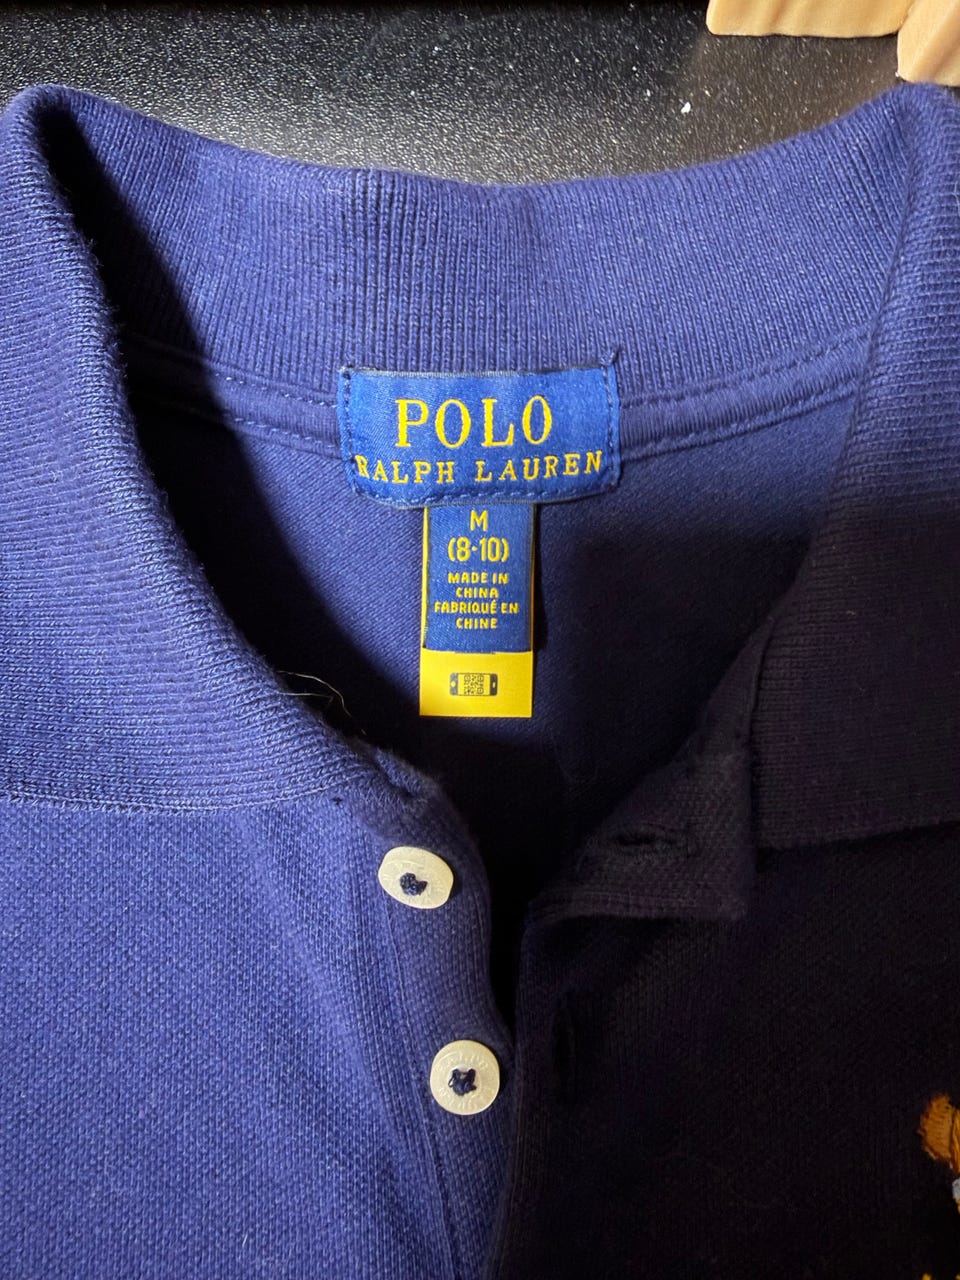 POLO
RALPH LAUREN
M
(8-10)
MADE IN
CHINA
FABRIQUÉ EN
CHINE